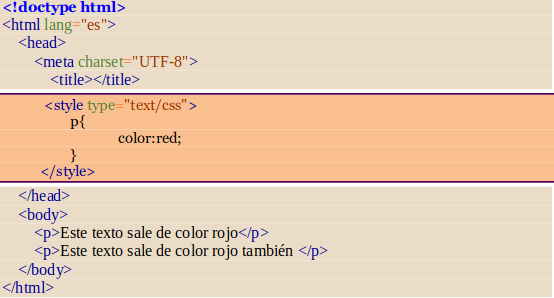 <!doctype html>
<html lang="es">
<head>
<meta charset="UTF-8">
<title></title>
<style type="text/css">
p{
color:red;
}
</style>
</head>
<body>
<p>Este texto sale de color rojo</p>
<p>Este texto sale de color rojo también </p>
</body>
</html>